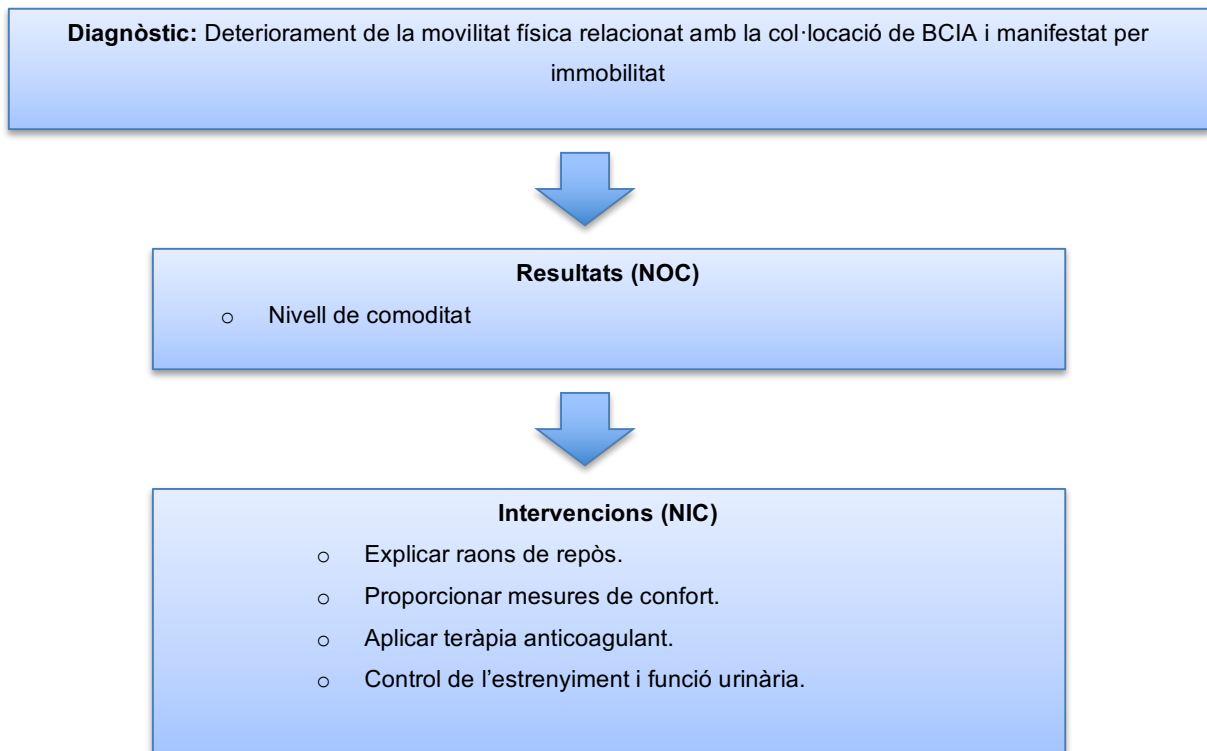 Diagnòstic: Deteriorament de la movilitat física relacionat amb la col·locació de BCIA i manifestat per
immobilitat
Resultats (NOC)
o Nivell de comoditat
Intervencions (NIC)
o Explicar raons de repòs.
o Proporcionar mesures de confort.
o Aplicar teràpia anticoagulant.
o Control de l’estrenyiment i funció urinària.